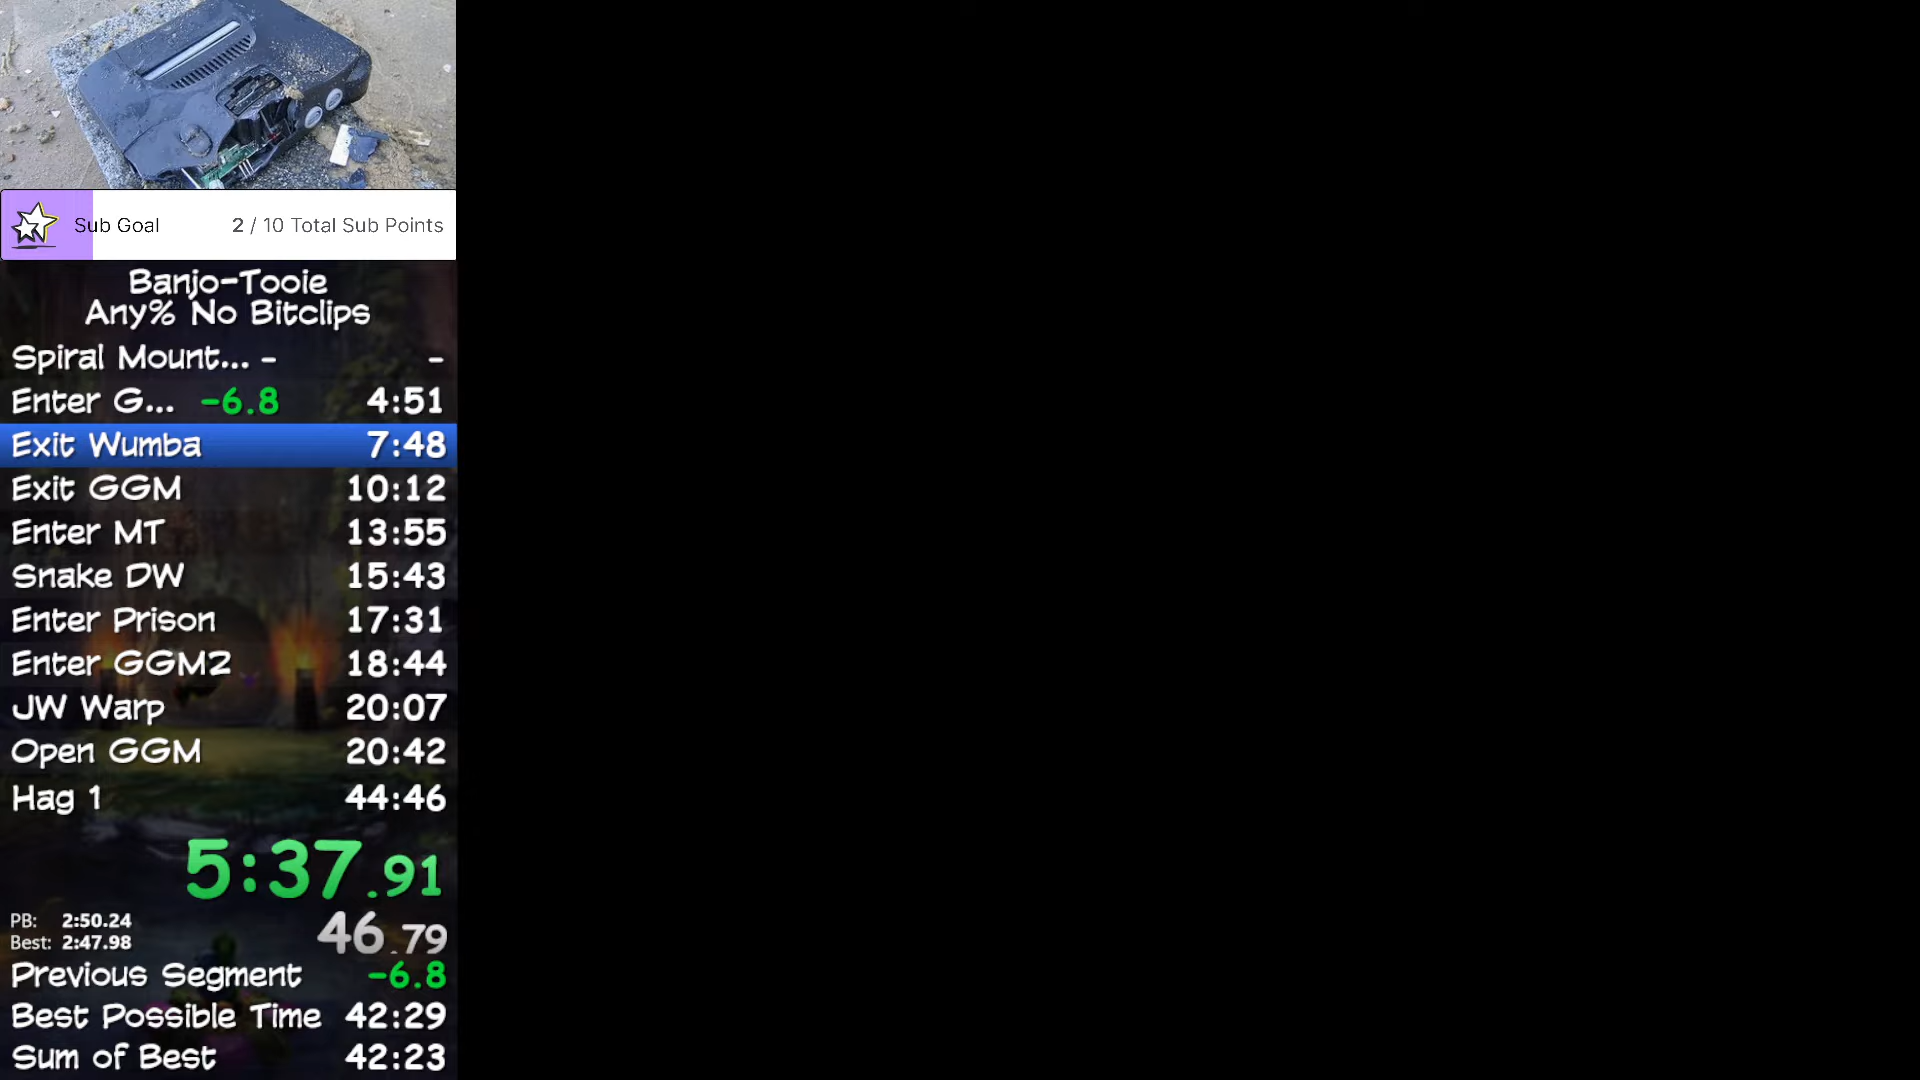 Sub Goal 2 / 10 Total Sub Points
Banjo-Tooie
Any% No Bitclips
Spiral Mount... - -
Enter G... -6.8 4:51
Exit Wumba 7:48
Exit GGM 10:12
Enter MT 13:55
Snake DW 15:43
Enter Prison 17:31
Enter GGM2 18:44
JW Warp 20:07
Open GGM 20:42
Hag 1 44:46
5:37.91
PB: 2:50.24
Best: 2:47.98
46.79
Previous Segment -6.8
Best Possible Time 42:29
Sum of Best 42:23